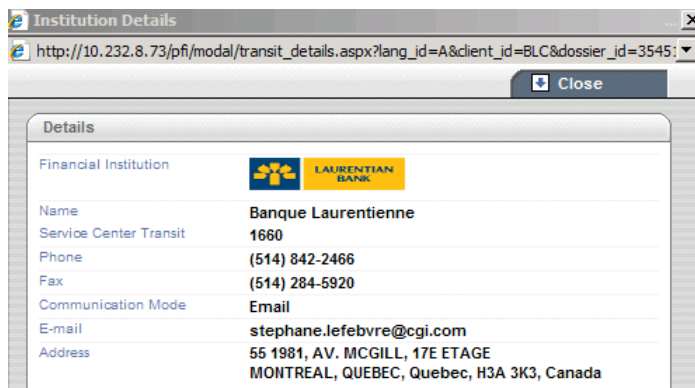 Institution Details
http://10.232.8.73/pfi/modal/transit_details.aspx?lang_id=A&client_id=BLC&dossier_id=35451
Close
Details
Financial Institution LAURENTIAN BANK
Name Banque Laurentienne
Service Center Transit 1660
Phone (514) 842-2466
Fax (514) 284-5920
Communication Mode Email
E-mail stephane.lefebvre@cgi.com
Address 55 1981, AV. MCGILL, 17E ETAGE
MONTREAL, QUEBEC, Quebec, H3A 3K3, Canada